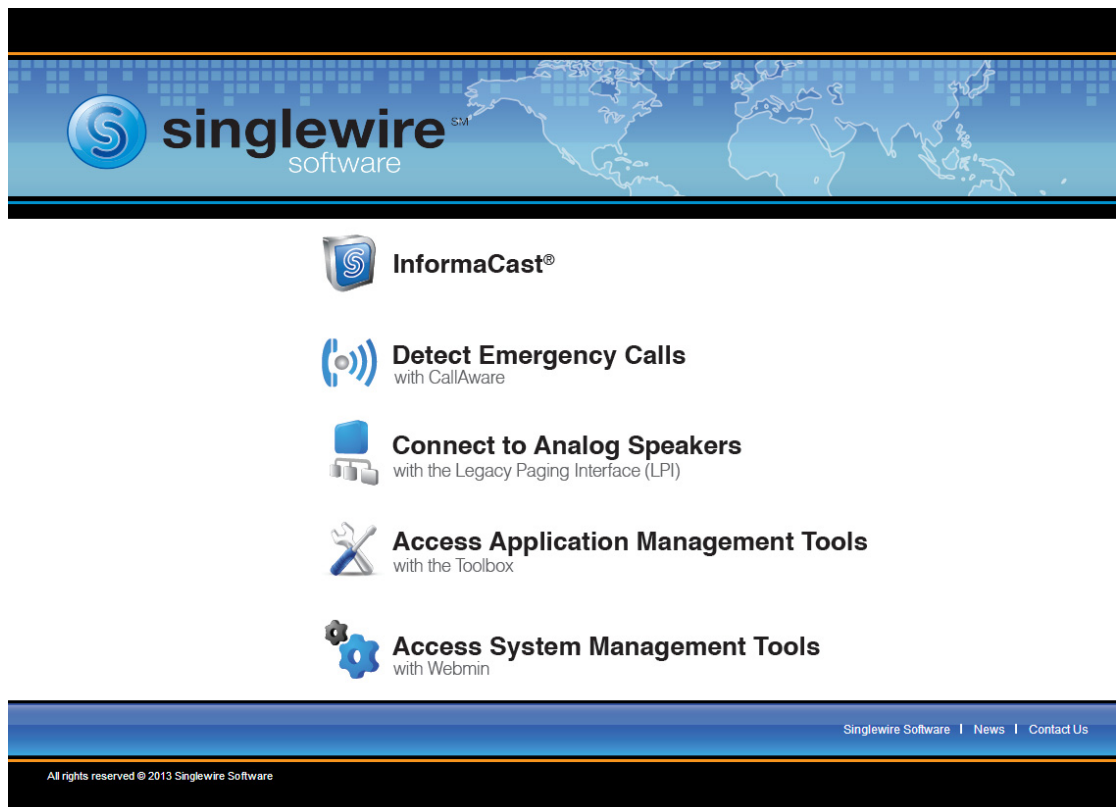 singlewire SM
software
InformaCast®
Detect Emergency Calls
with CallAware
Connect to Analog Speakers
with the Legacy Paging Interface (LPI)
Access Application Management Tools
with the Toolbox
Access System Management Tools
with Webmin
Singlewire Software | News | Contact Us
All rights reserved © 2013 Singlewire Software